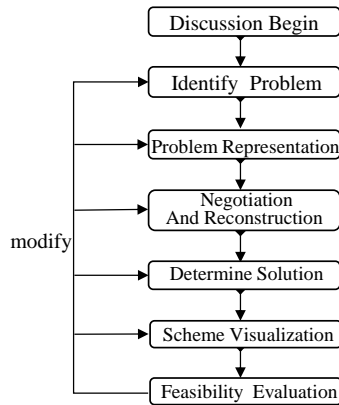 Discussion Begin
Identify Problem
Problem Representation
Negotiation
And Reconstruction
modify
Determine Solution
Scheme Visualization
Feasibility Evaluation